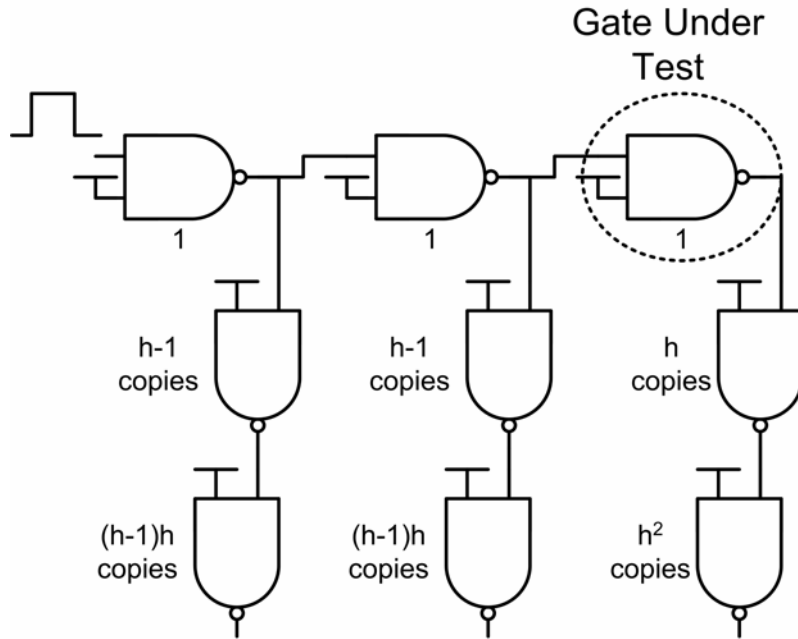 Gate Under
Test
1
1
1
h-1
copies
h-1
copies
h
copies
(h-1)h
copies
(h-1)h
copies
h²
copies